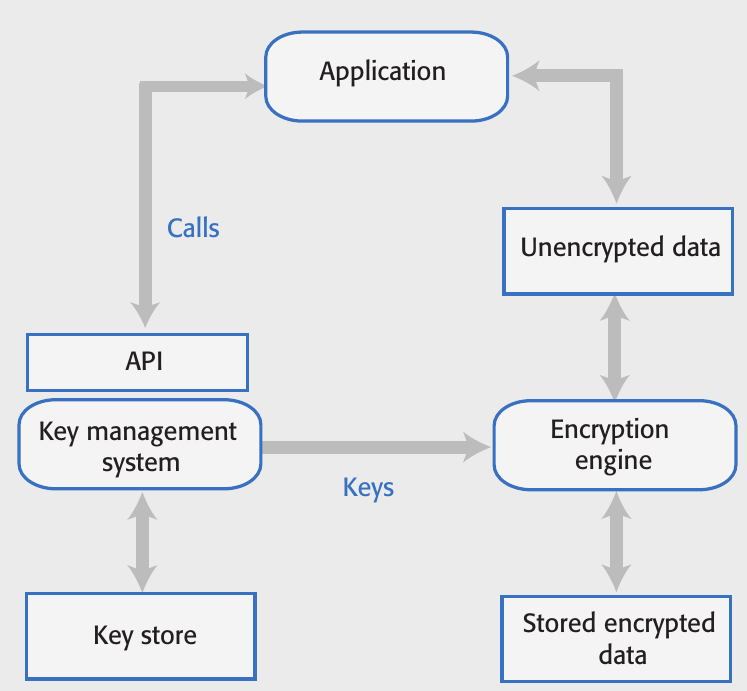 Application
Calls
Unencrypted data
API
Key management
system
Encryption
engine
Keys
Key store
Stored encrypted
data